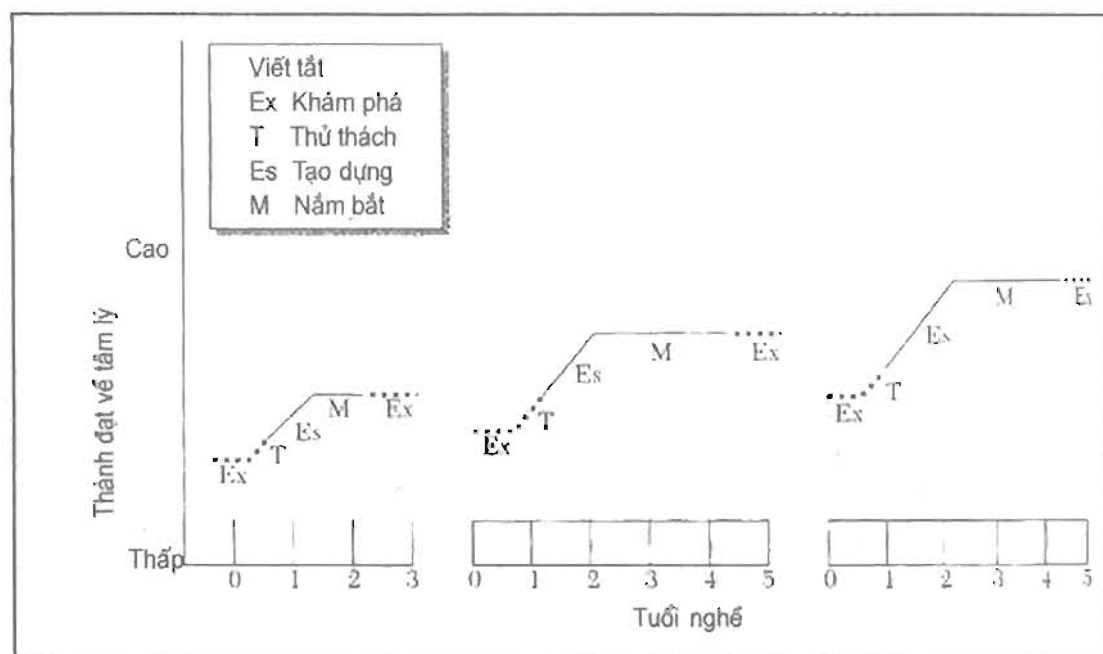 Viết tắt
Ex Khám phá
T Thử thách
Es Tạo dựng
M Nắm bắt
Cao
Thành đạt về tâm lý
Thấp
Ex T Es M Ex
Ex T Es M Ex
Ex T Es M Es
0 1 2 3
0 1 2 3 4 5
0 1 2 3 4 5
Tuổi nghề